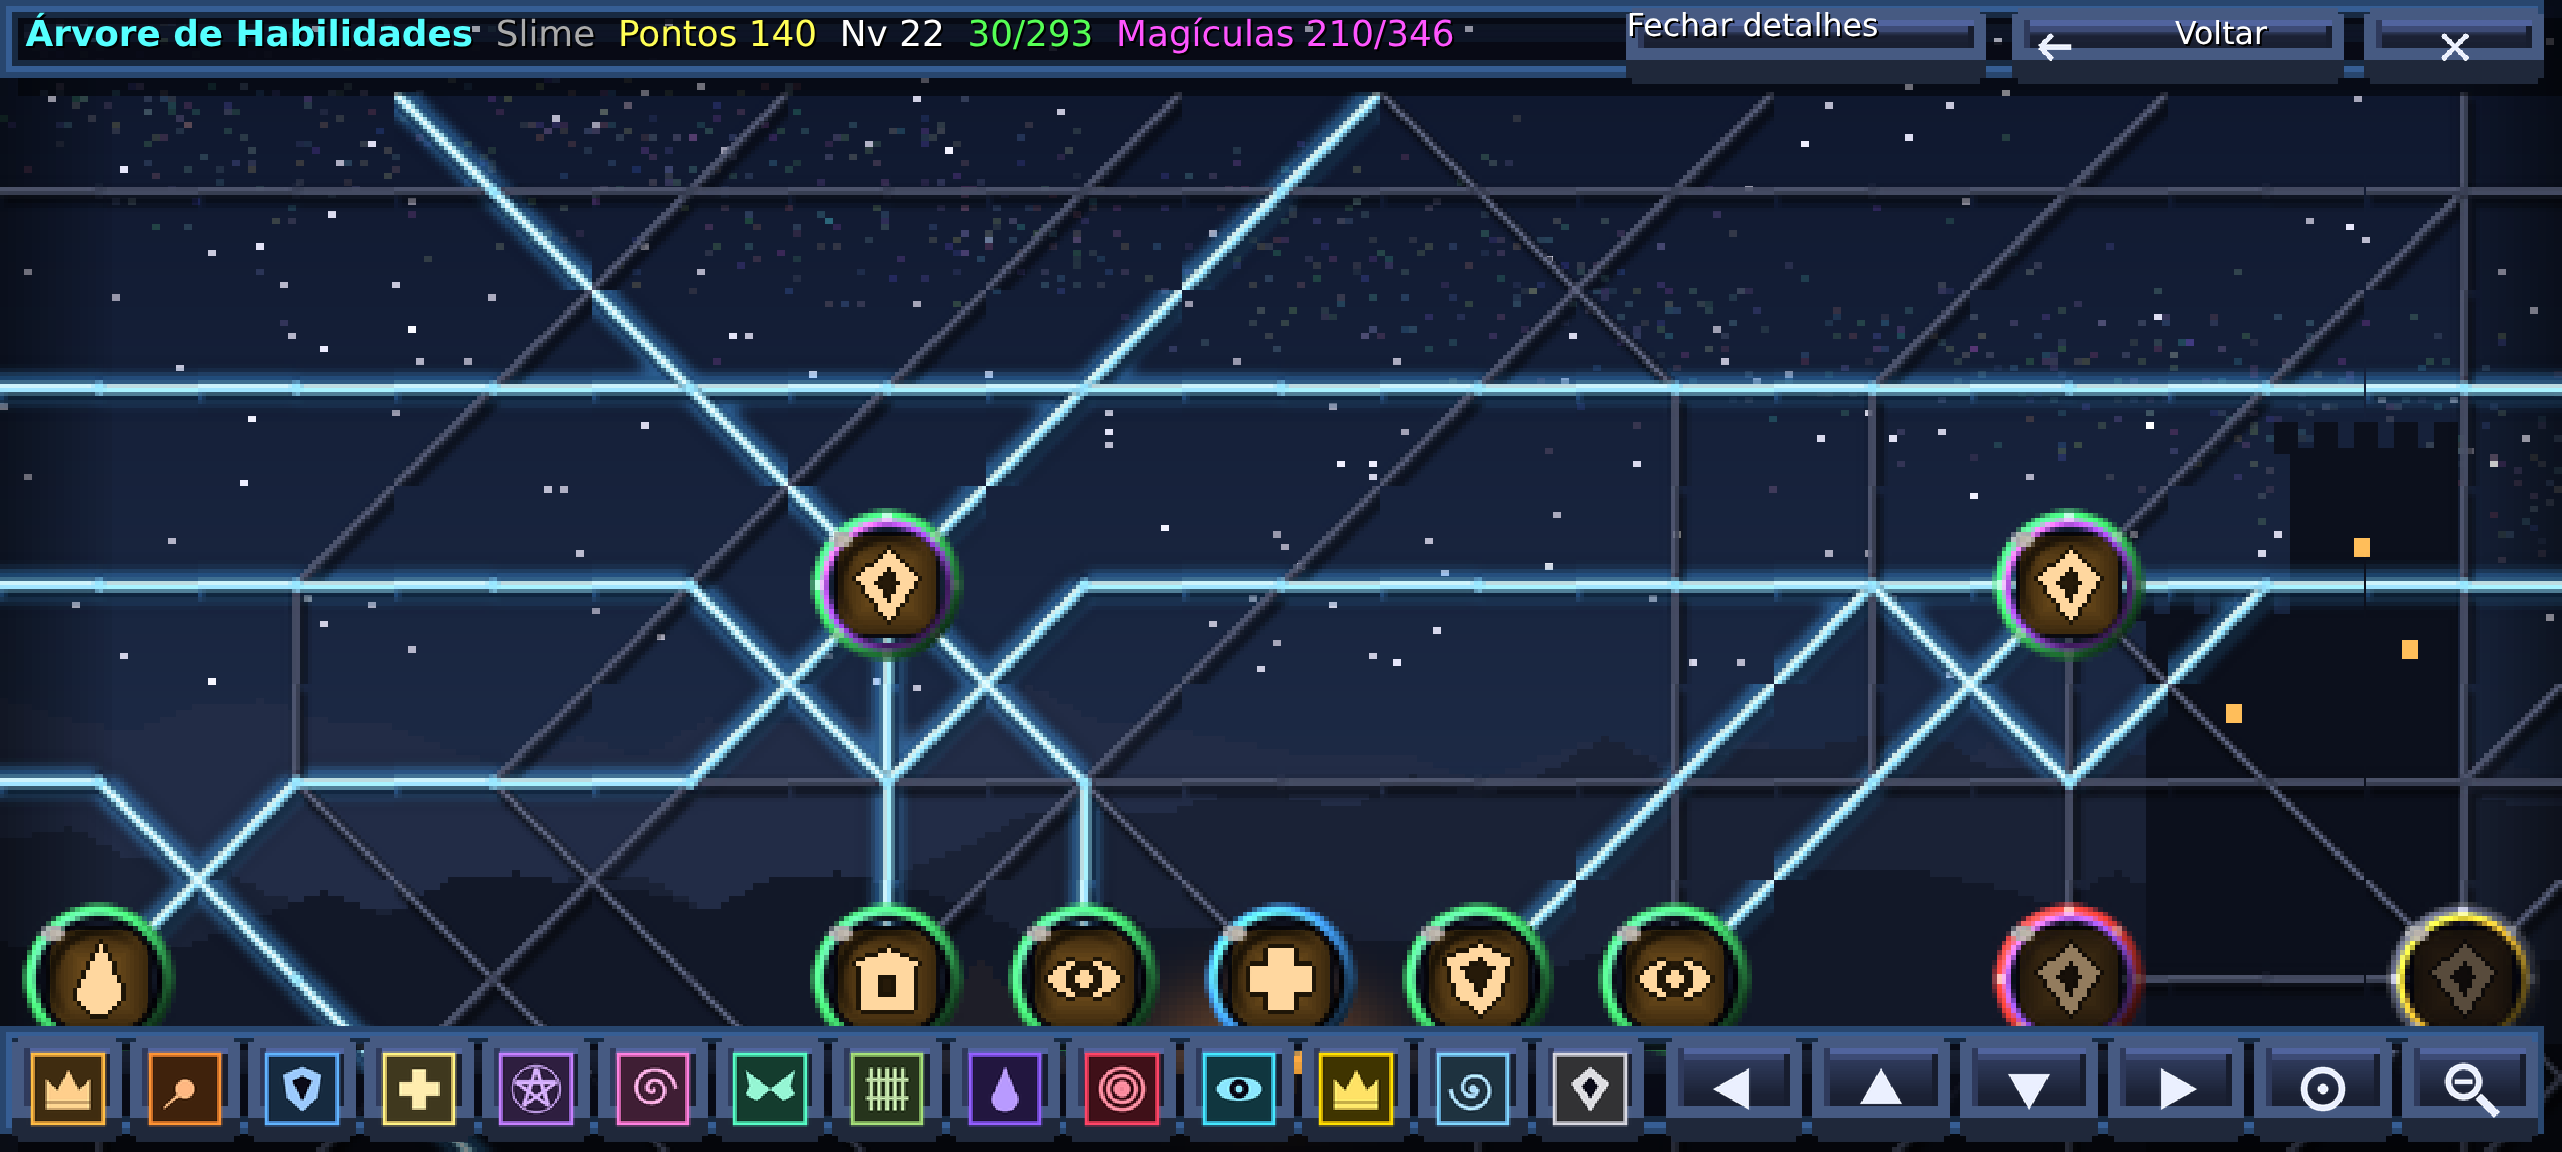 Árvore de Habilidades Slime Pontos 140 Nv 22 30/293 Magículas 210/346 Fechar detalhes Voltar